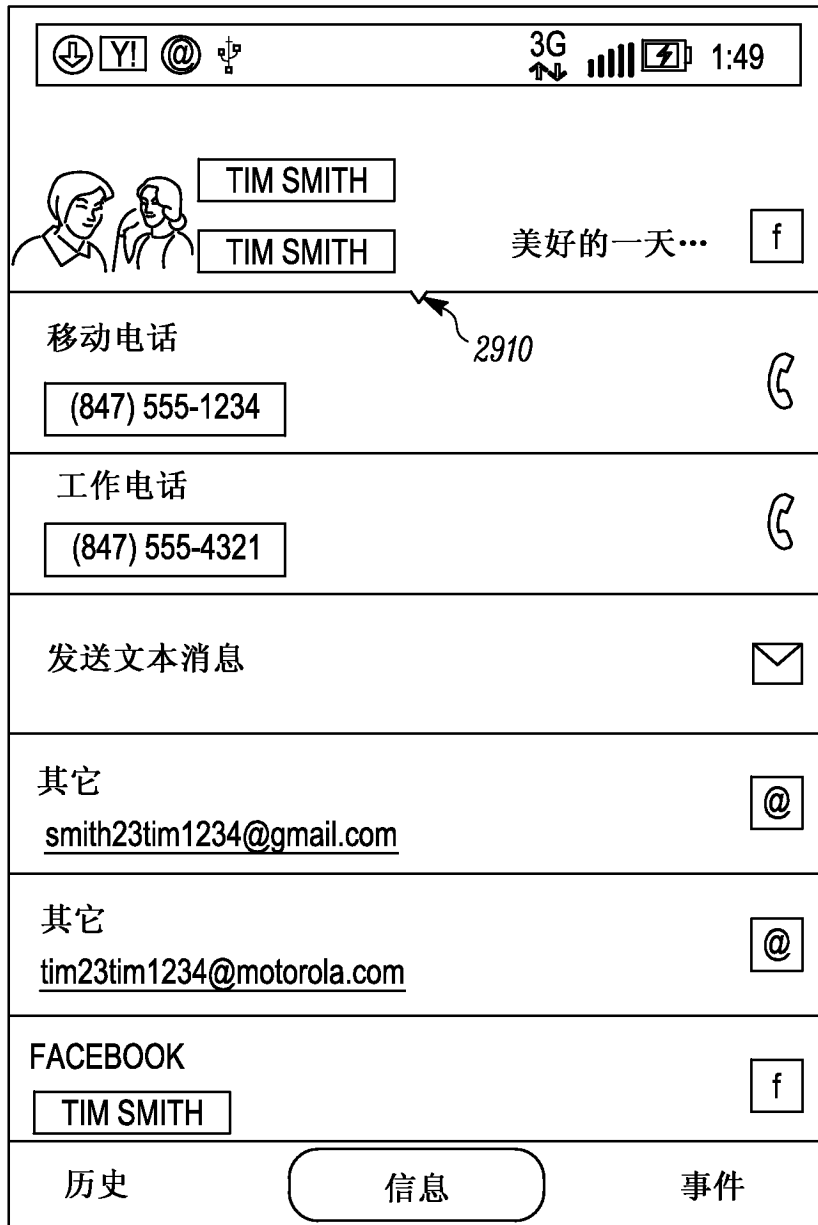 Y! @ 3G 1:49
TIM SMITH
TIM SMITH 美好的一天… f
2910
移动电话
(847) 555-1234
工作电话
(847) 555-4321
发送文本消息
其它
smith23tim1234@gmail.com @
其它
tim23tim1234@motorola.com @
FACEBOOK
TIM SMITH f
历史 信息 事件